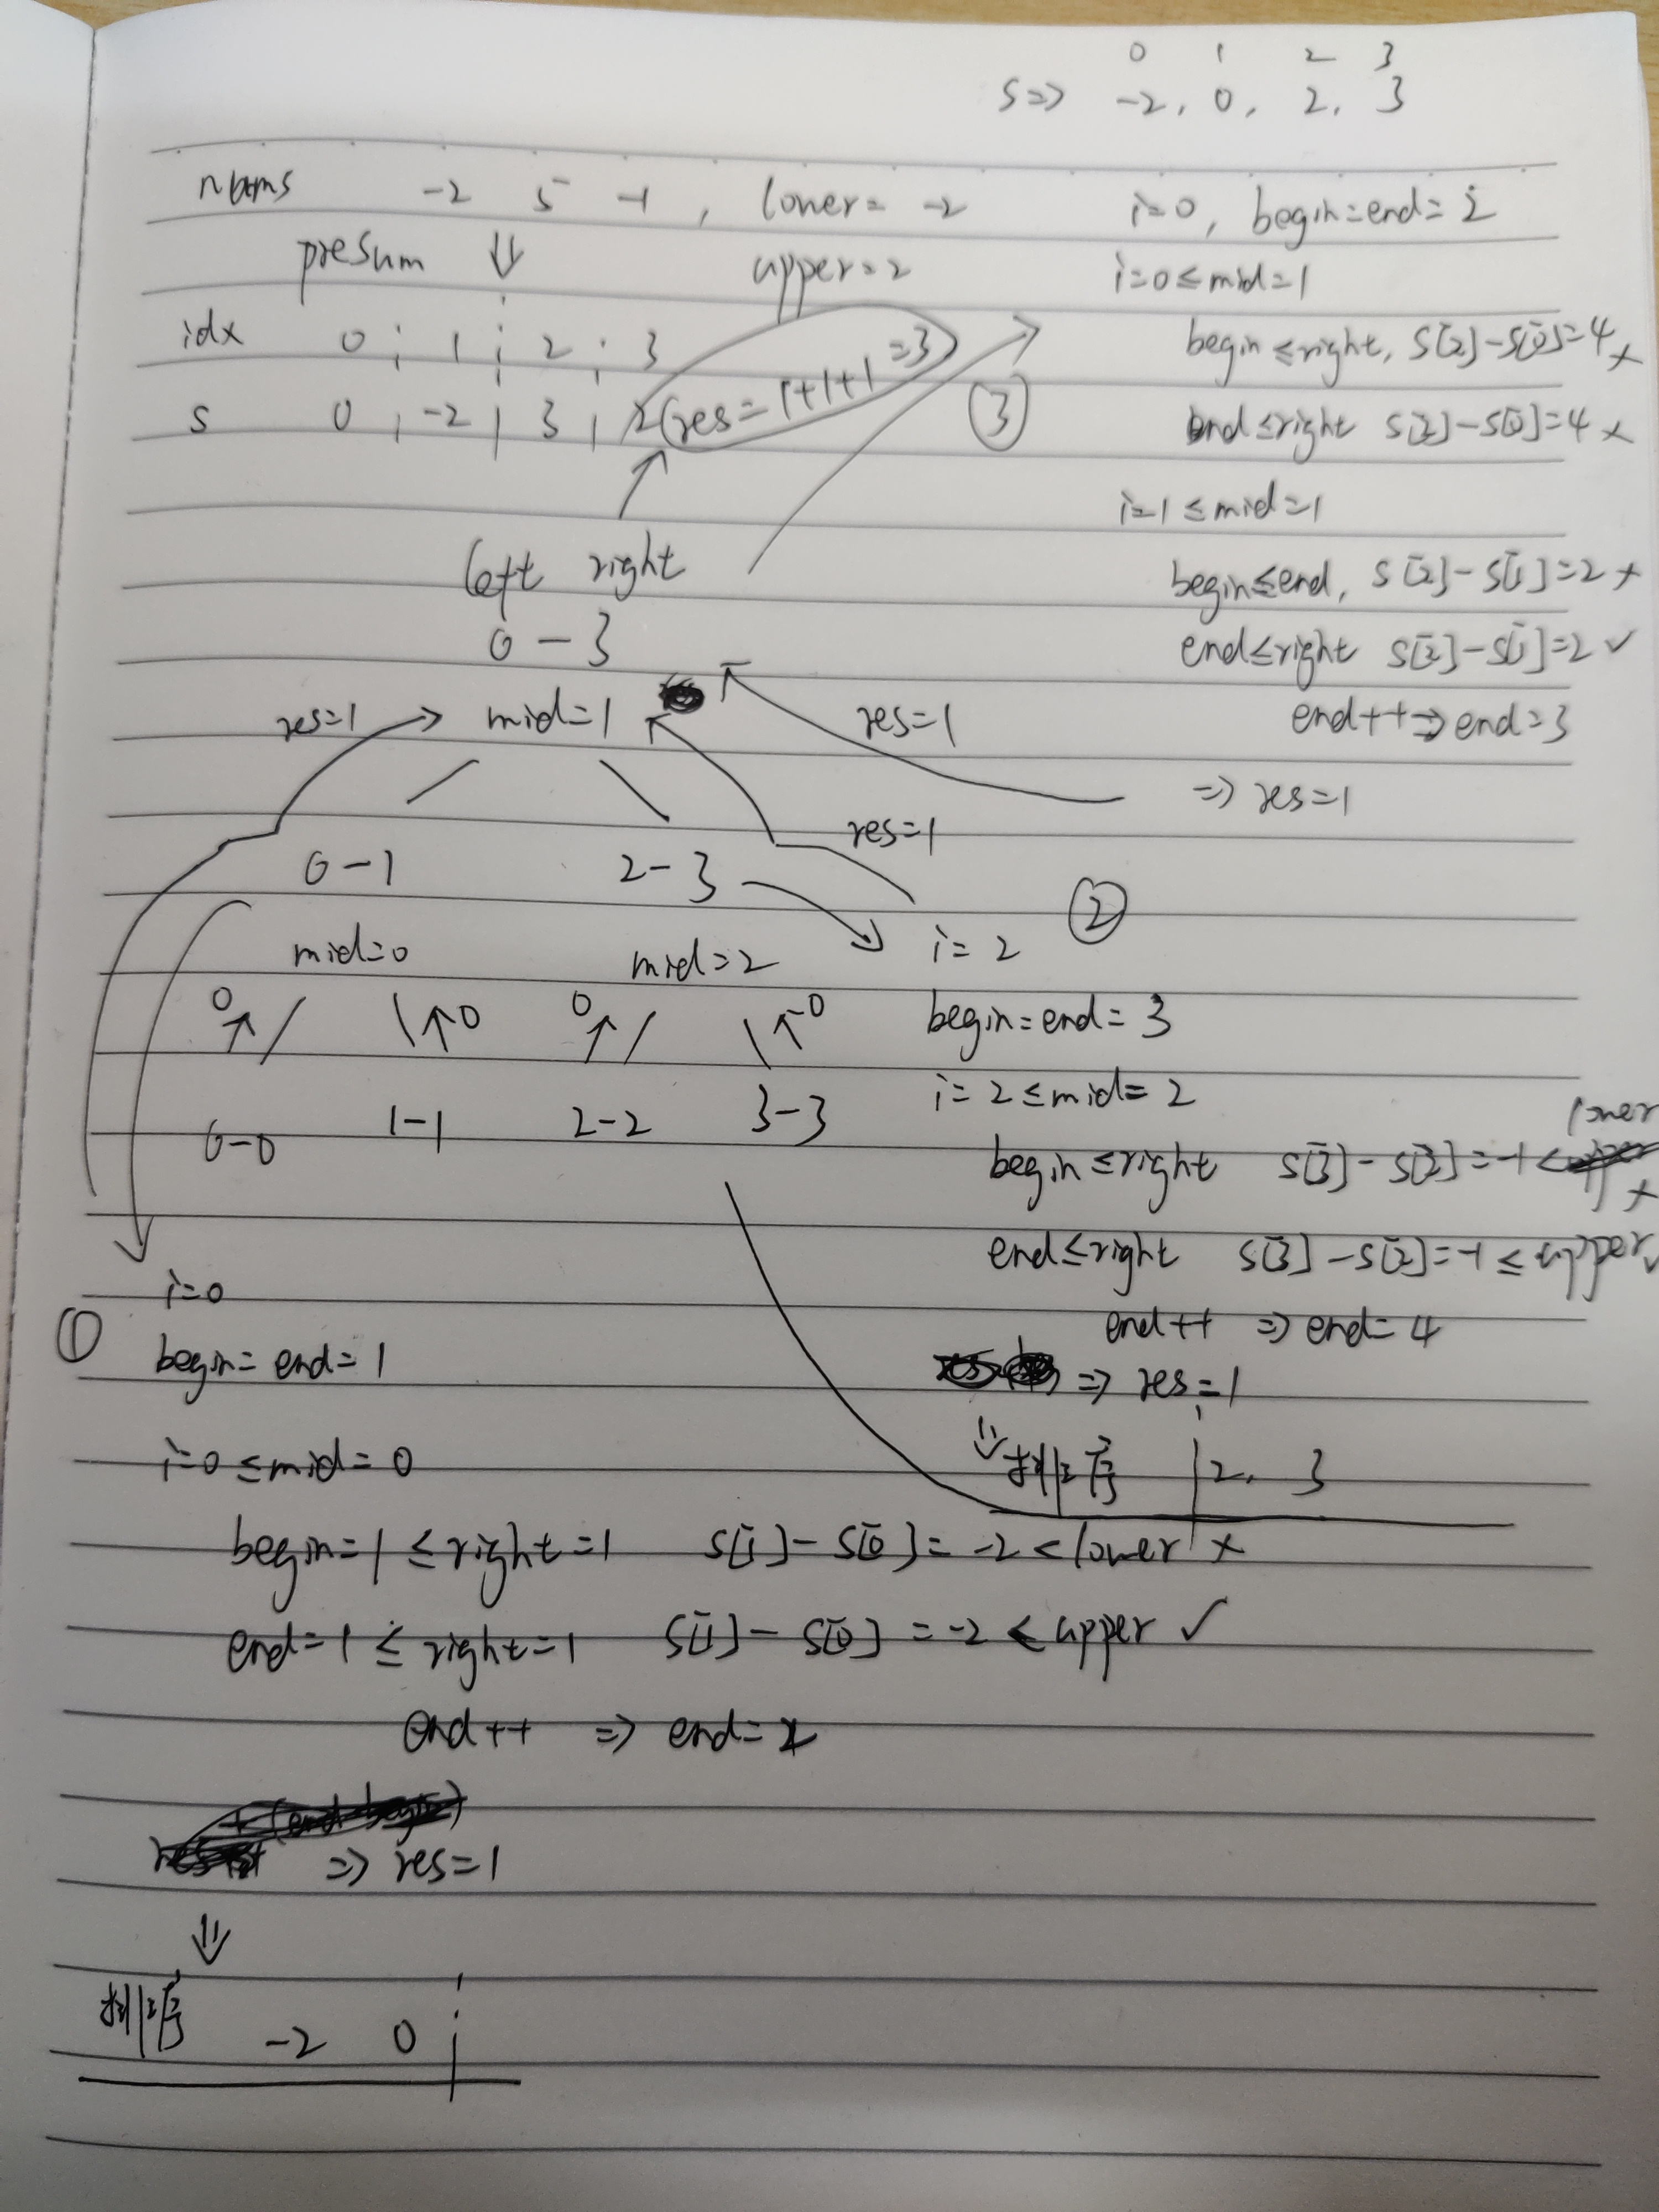 0 1 2 3
S => -2, 0, 2, 3
nums -2 5 -1 , lower = -2
presum ⇓ upper = 2
idx 0 1 2 3
s 0 -2 3 2
res = 1+1+1 = 3
left right
0 - 3
mid=1
res=1
res=1
res=1
0-1 2-3
mid=0 mid=2
0 0 0 0
0-0 1-1 2-2 3-3
③
i=0, begin=end=2
i=0 ≤ mid=1
begin ≤ right, S[2]-S[0]=4 ×
end ≤ right S[2]-S[0]=4 ×
i=1 ≤ mid=1
begin ≤ end, S[2]-S[1]=2 ×
end ≤ right S[2]-S[1]=2 ✓
end++ => end=3
=> res=1
②
i=2
begin=end=3
i=2 ≤ mid=2
begin ≤ right S[3]-S[2]=-1 < lower ×
end ≤ right S[3]-S[2]=-1 ≤ upper ✓
end++ => end=4
=> res=1
⇓ 排序 2, 3
①
i=0
begin=end=1
i=0 ≤ mid=0
begin=1 ≤ right=1 S[1]-S[0]=-2 < lower ×
end=1 ≤ right=1 S[1]-S[0]=-2 ≤ upper ✓
end++ => end=2
=> res=1
⇓
排序 -2 0